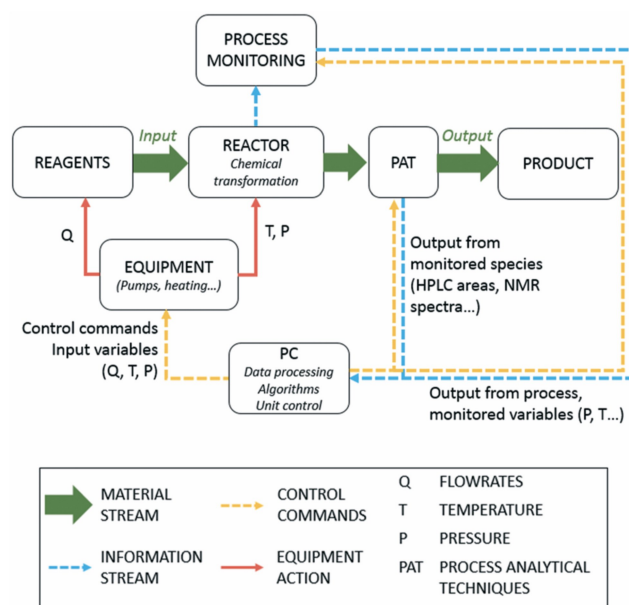 PROCESS
MONITORING
Input
Output
REAGENTS
REACTOR
Chemical
transformation
PAT
PRODUCT
Q
T, P
EQUIPMENT
(Pumps, heating...)
Output from
monitored species
(HPLC areas, NMR
spectra...)
Control commands
Input variables
(Q, T, P)
PC
Data processing
Algorithms
Unit control
Output from process,
monitored variables (P, T...)
MATERIAL
STREAM
CONTROL
COMMANDS
INFORMATION
STREAM
EQUIPMENT
ACTION
Q FLOWRATES
T TEMPERATURE
P PRESSURE
PAT PROCESS ANALYTICAL
TECHNIQUES